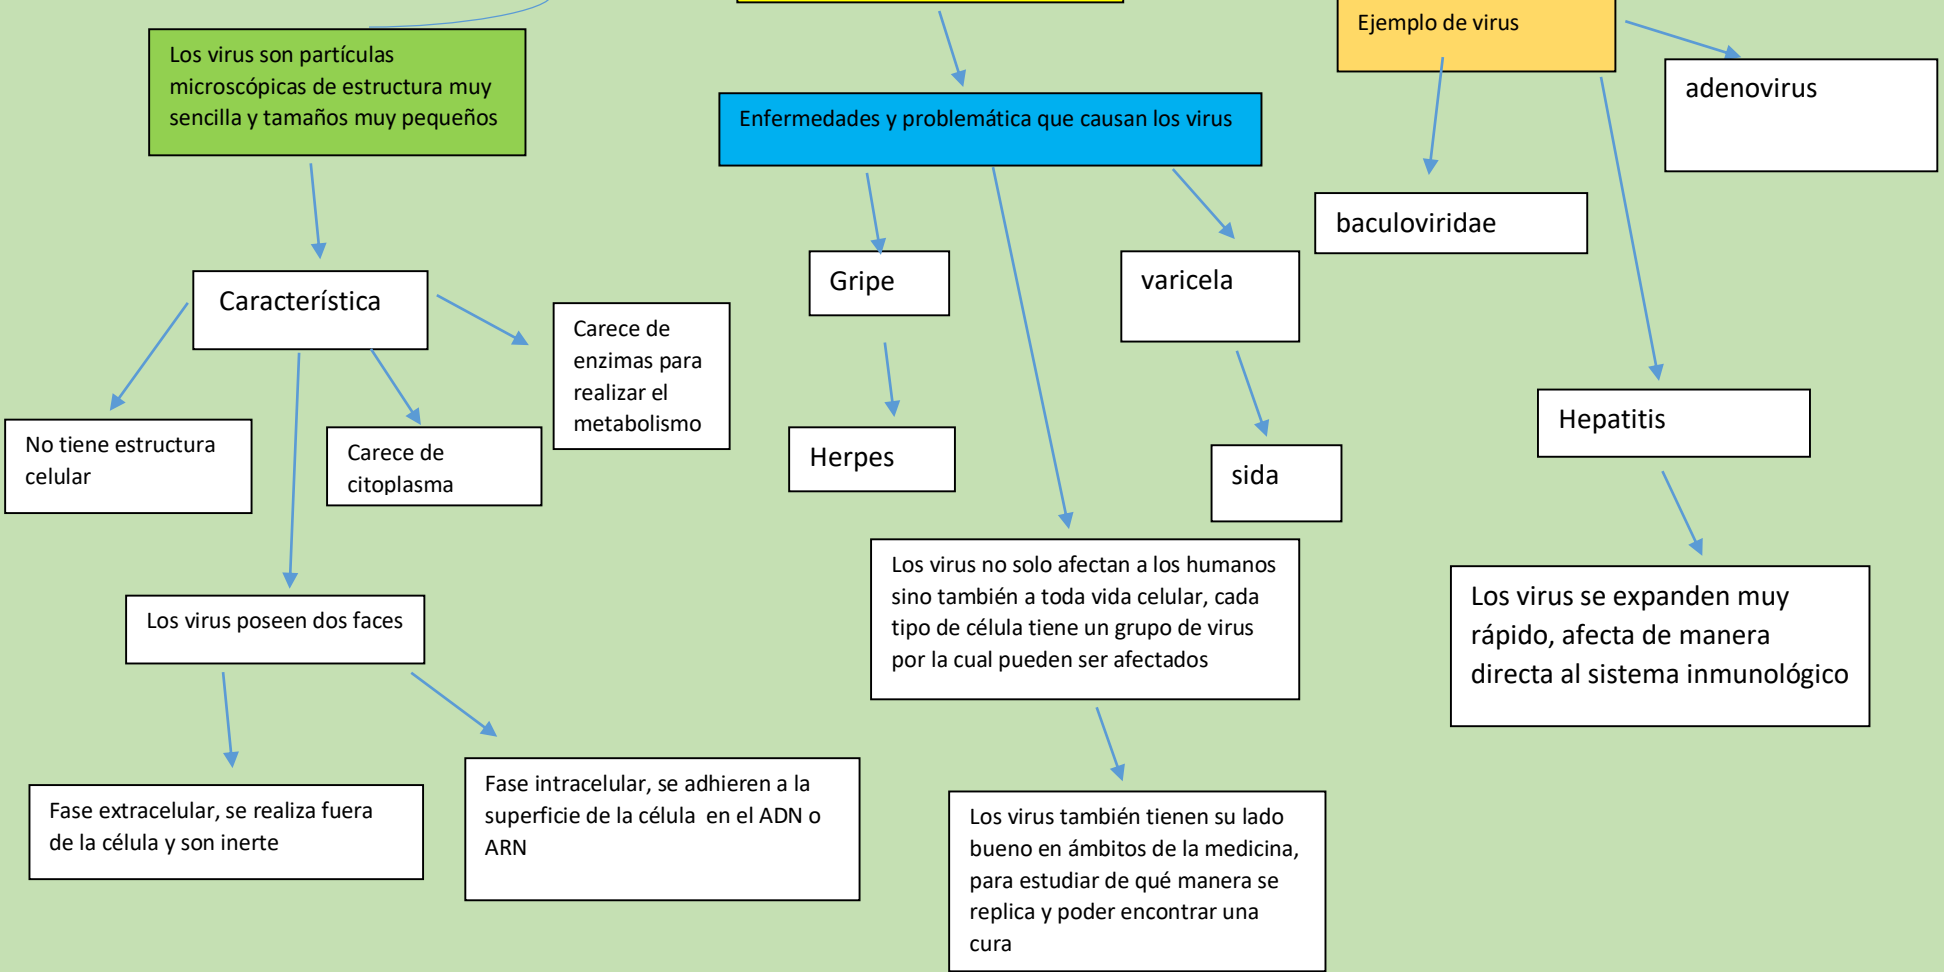 Los virus son partículas
microscópicas de estructura muy
sencilla y tamaños muy pequeños
Característica
No tiene estructura
celular
Carece de
citoplasma
Carece de
enzimas para
realizar el
metabolismo
Los virus poseen dos faces
Fase extracelular, se realiza fuera
de la célula y son inerte
Fase intracelular, se adhieren a la
superficie de la célula  en el ADN o
ARN
Enfermedades y problemática que causan los virus
Gripe
Herpes
varicela
sida
Los virus no solo afectan a los humanos
sino también a toda vida celular, cada
tipo de célula tiene un grupo de virus
por la cual pueden ser afectados
Los virus también tienen su lado
bueno en ámbitos de la medicina,
para estudiar de qué manera se
replica y poder encontrar una
cura
Ejemplo de virus
adenovirus
baculoviridae
Hepatitis
Los virus se expanden muy
rápido, afecta de manera
directa al sistema inmunológico